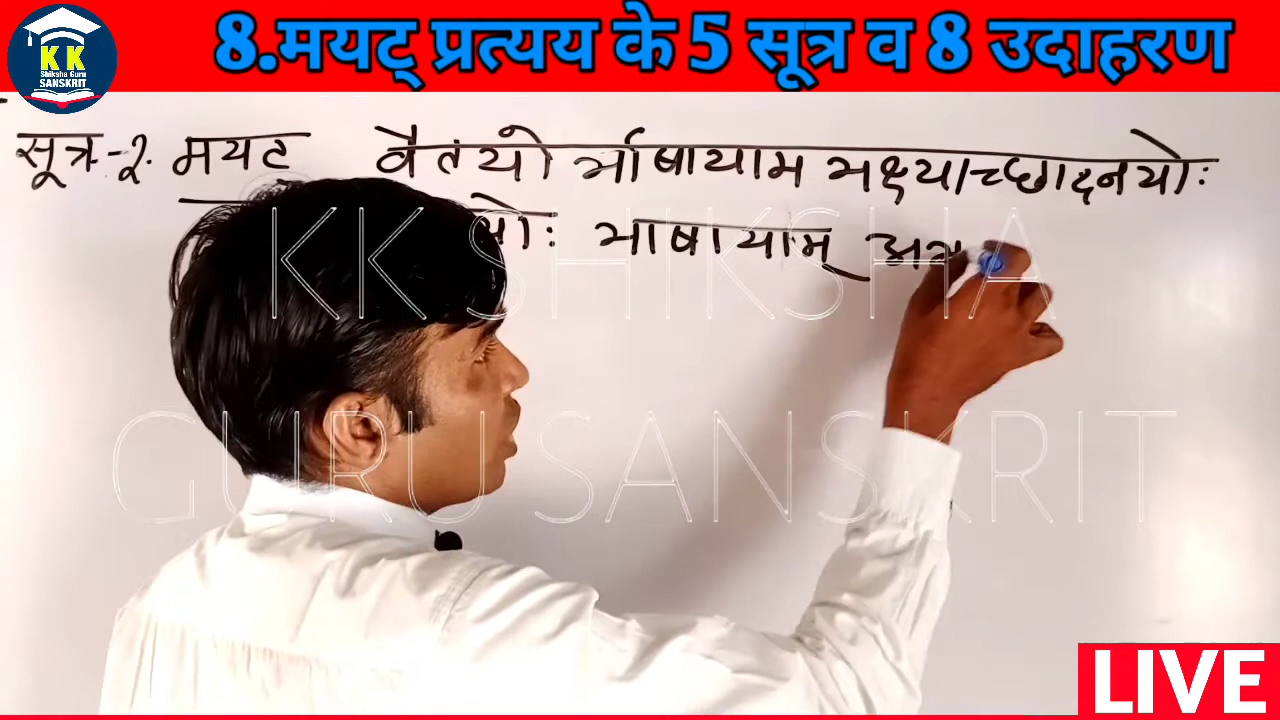 8.मयट् प्रत्यय के 5 सूत्र व 8 उदाहरण
KK
Shiksha Guru
SANSKRIT
सूत्र-2. मयट वैतयो र्भाषायाम भक्ष्याच्छादनयोः
भाषायाम् अत्र
KK SHIKSHA
GURU SANSKRIT
LIVE